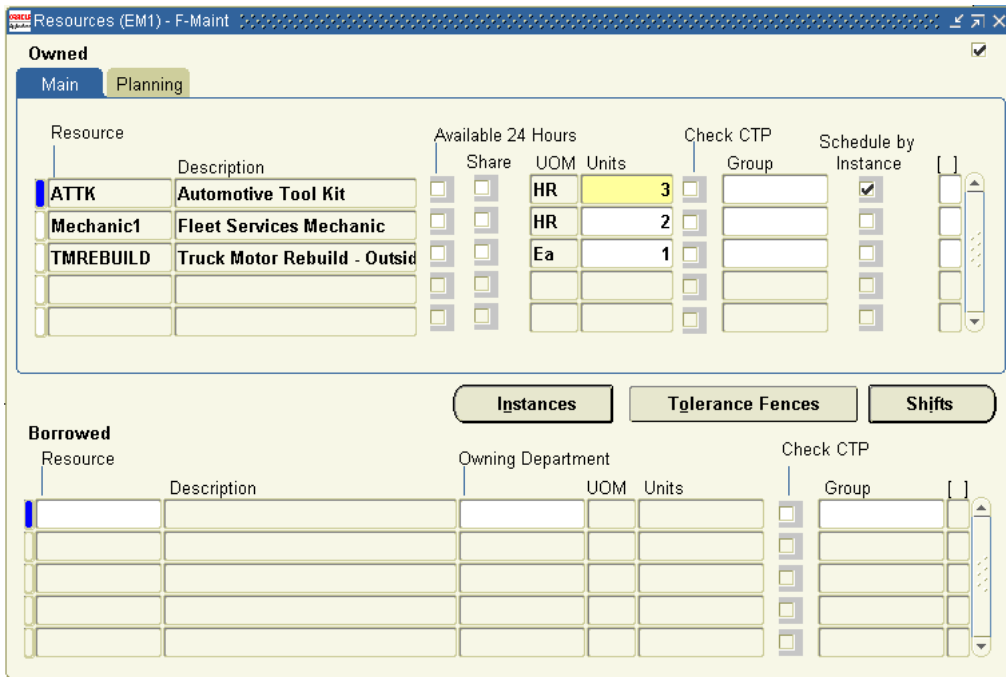 ORACLE Resources (EM1) - F-Maint
Owned
Main Planning
Resource Available 24 Hours Check CTP Schedule by
Description Share UOM Units Group Instance [ ]
ATTK Automotive Tool Kit HR 3
Mechanic1 Fleet Services Mechanic HR 2
TMREBUILD Truck Motor Rebuild - Outsid Ea 1
Instances Tolerance Fences Shifts
Borrowed
Resource Owning Department Check CTP
Description UOM Units Group [ ]